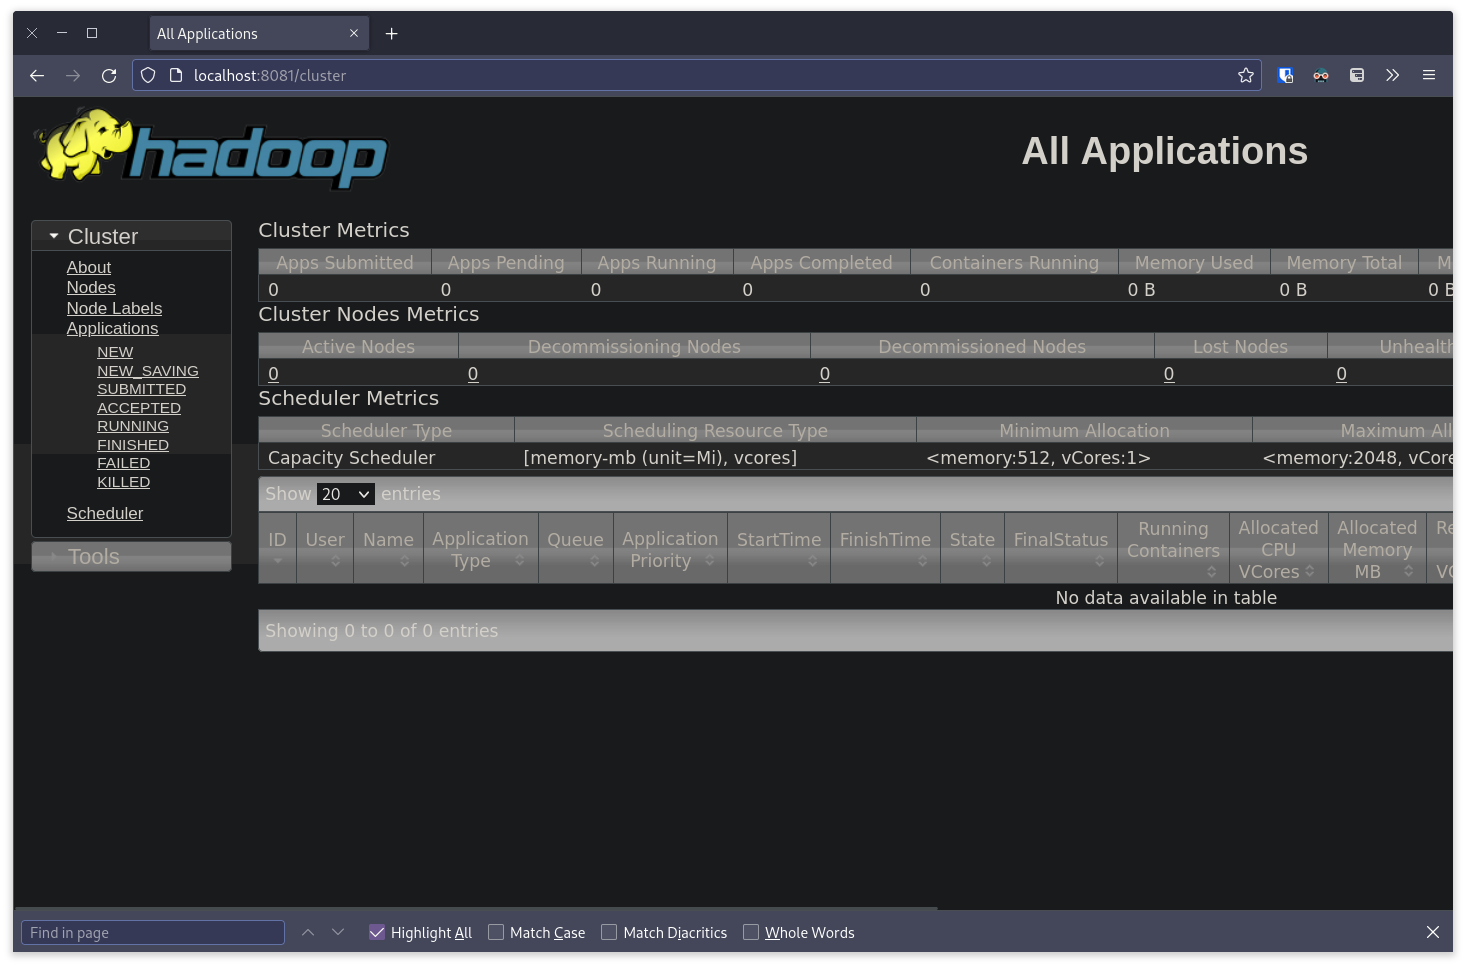 All Applications
localhost:8081/cluster
hadoop
All Applications
Cluster
About
Nodes
Node Labels
Applications
NEW
NEW_SAVING
SUBMITTED
ACCEPTED
RUNNING
FINISHED
FAILED
KILLED
Scheduler
Tools
Cluster Metrics
Apps Submitted Apps Pending Apps Running Apps Completed Containers Running Memory Used Memory Total M
0 0 0 0 0 0 B 0 B 0 B
Cluster Nodes Metrics
Active Nodes Decommissioning Nodes Decommissioned Nodes Lost Nodes Unhealth
0 0 0 0 0
Scheduler Metrics
Scheduler Type Scheduling Resource Type Minimum Allocation Maximum All
Capacity Scheduler [memory-mb (unit=Mi), vcores] <memory:512, vCores:1> <memory:2048, vCore
Show 20 entries
ID User Name Application Type Queue Application Priority StartTime FinishTime State FinalStatus Running Containers Allocated CPU VCores Allocated Memory MB Re VC
No data available in table
Showing 0 to 0 of 0 entries
Find in page Highlight All Match Case Match Diacritics Whole Words